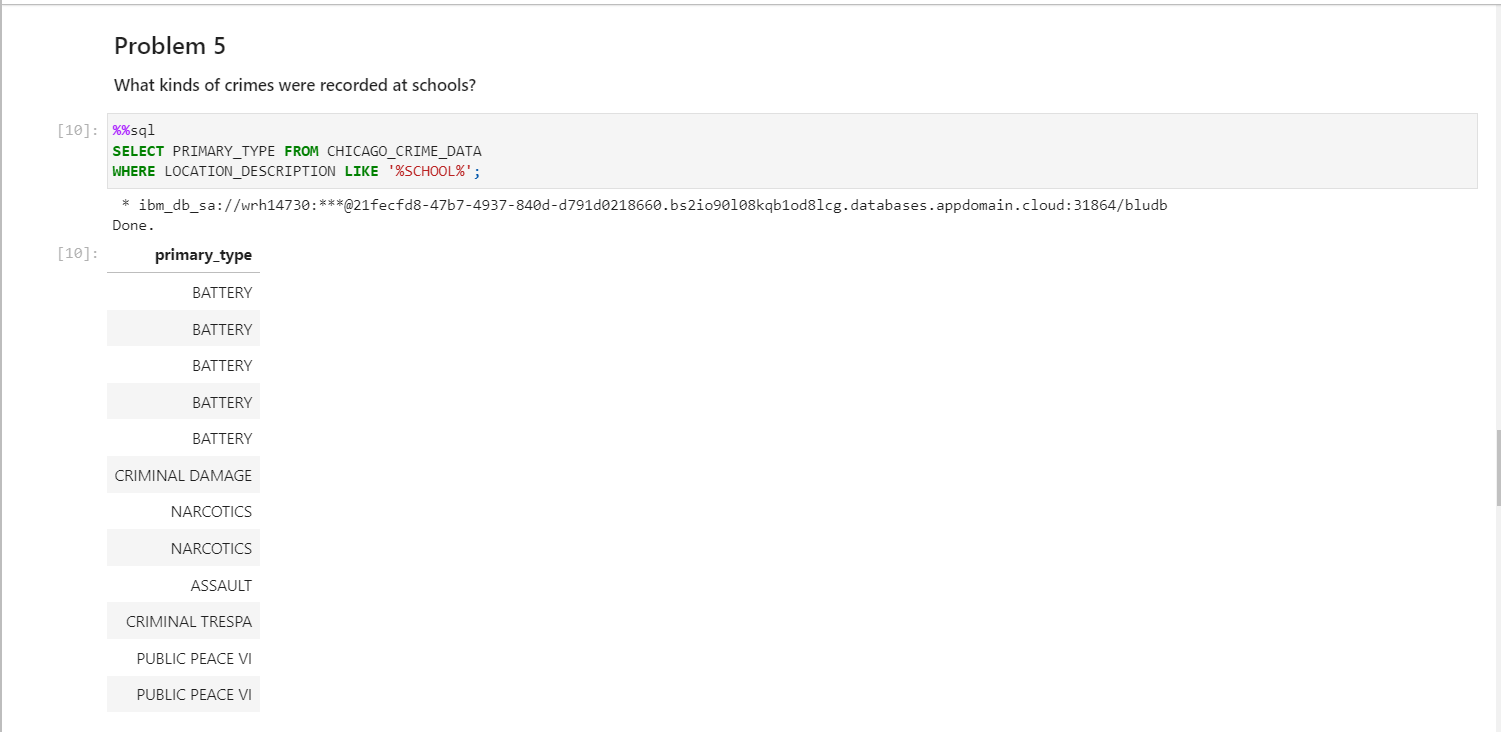 Problem 5
What kinds of crimes were recorded at schools?
[10]:
%%sql
SELECT PRIMARY_TYPE FROM CHICAGO_CRIME_DATA
WHERE LOCATION_DESCRIPTION LIKE '%SCHOOL%';
* ibm_db_sa://wrh14730:***@21fecfd8-47b7-4937-840d-d791d0218660.bs2io90l08kqb1od8lcg.databases.appdomain.cloud:31864/bludb
Done.
[10]:
primary_type
BATTERY
BATTERY
BATTERY
BATTERY
BATTERY
CRIMINAL DAMAGE
NARCOTICS
NARCOTICS
ASSAULT
CRIMINAL TRESPA
PUBLIC PEACE VI
PUBLIC PEACE VI